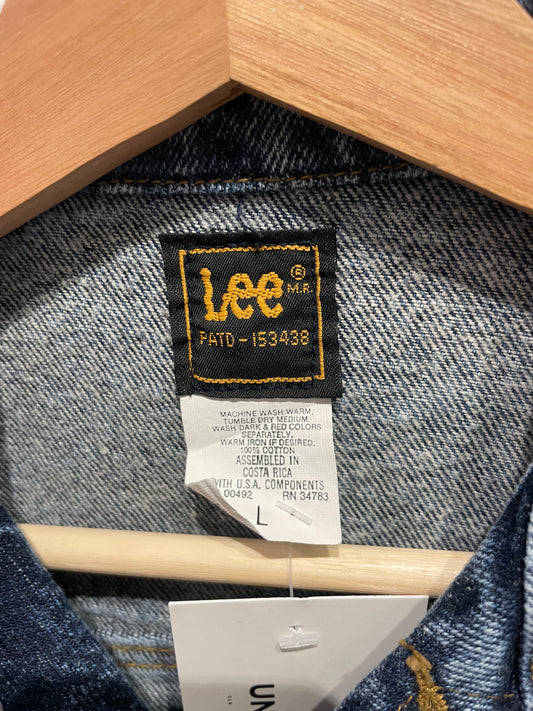 Lee®
M.R.
PATD-153438
MACHINE WASH WARM,
TUMBLE DRY MEDIUM.
WASH DARK & RED COLORS
SEPARATELY.
WARM IRON IF DESIRED.
100% COTTON
ASSEMBLED IN
COSTA RICA
WITH U.S.A. COMPONENTS
00492 RN 34783
L